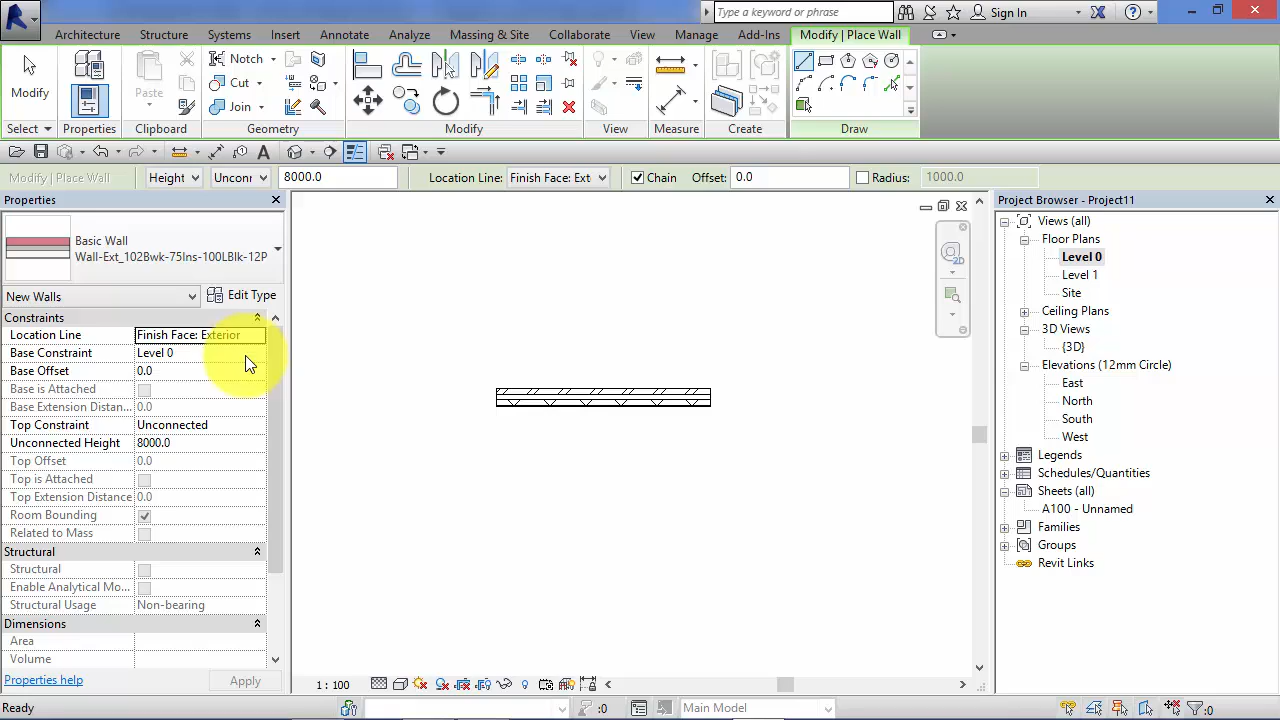 Type a keyword or phrase
Sign In
Architecture Structure Systems Insert Annotate Analyze Massing & Site Collaborate View Manage Add-Ins Modify | Place Wall
Modify Paste Notch Cut Join
Select Properties Clipboard Geometry Modify View Measure Create Draw
Modify | Place Wall Height Uncon 8000.0 Location Line: Finish Face: Ext Chain Offset: 0.0 Radius: 1000.0
Properties
Basic Wall
Wall-Ext_102Bwk-75Ins-100LBlk-12P
New Walls Edit Type
Constraints
Location Line Finish Face: Exterior
Base Constraint Level 0
Base Offset 0.0
Base is Attached
Base Extension Distan... 0.0
Top Constraint Unconnected
Unconnected Height 8000.0
Top Offset 0.0
Top is Attached
Top Extension Distance 0.0
Room Bounding
Related to Mass
Structural
Structural
Enable Analytical Mo...
Structural Usage Non-bearing
Dimensions
Area
Volume
Properties help Apply
2D
Project Browser - Project11
Views (all)
Floor Plans
Level 0
Level 1
Site
Ceiling Plans
3D Views
{3D}
Elevations (12mm Circle)
East
North
South
West
Legends
Schedules/Quantities
Sheets (all)
A100 - Unnamed
Families
Groups
Revit Links
1 : 100
Ready :0 Main Model :0